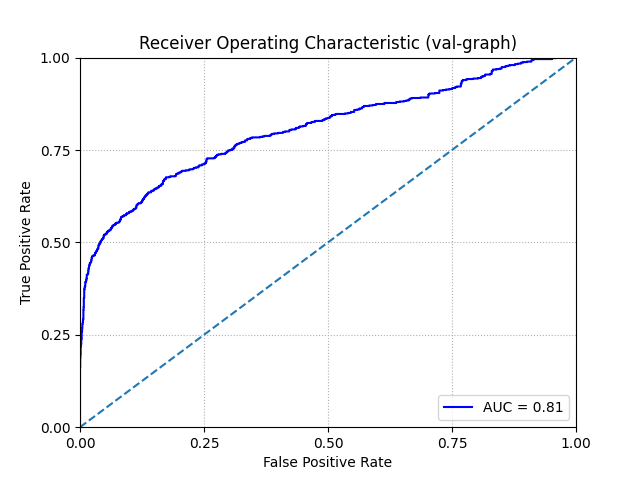 Receiver Operating Characteristic (val-graph)
1.00
0.75
0.50
0.25
0.00
True Positive Rate
AUC = 0.81
0.00 0.25 0.50 0.75 1.00
False Positive Rate